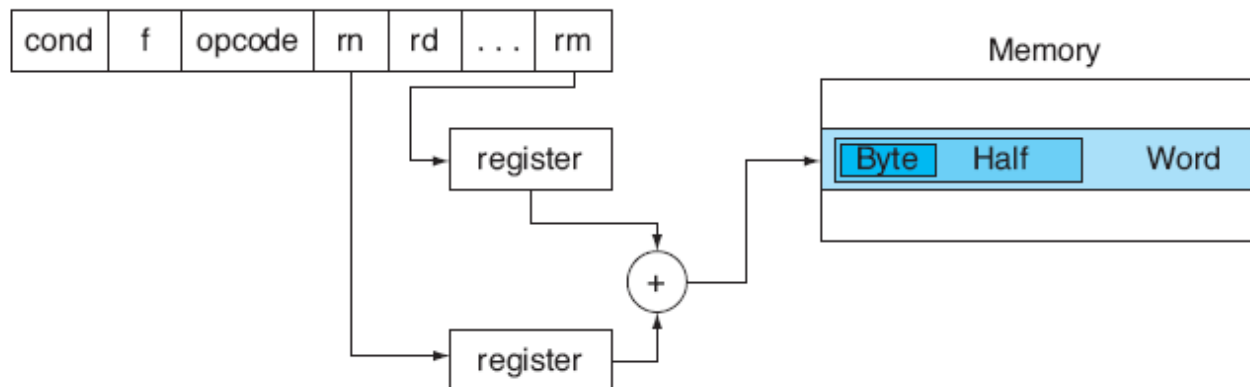 cond f opcode rn rd . . . rm
Memory
register
Byte Half Word
+
register